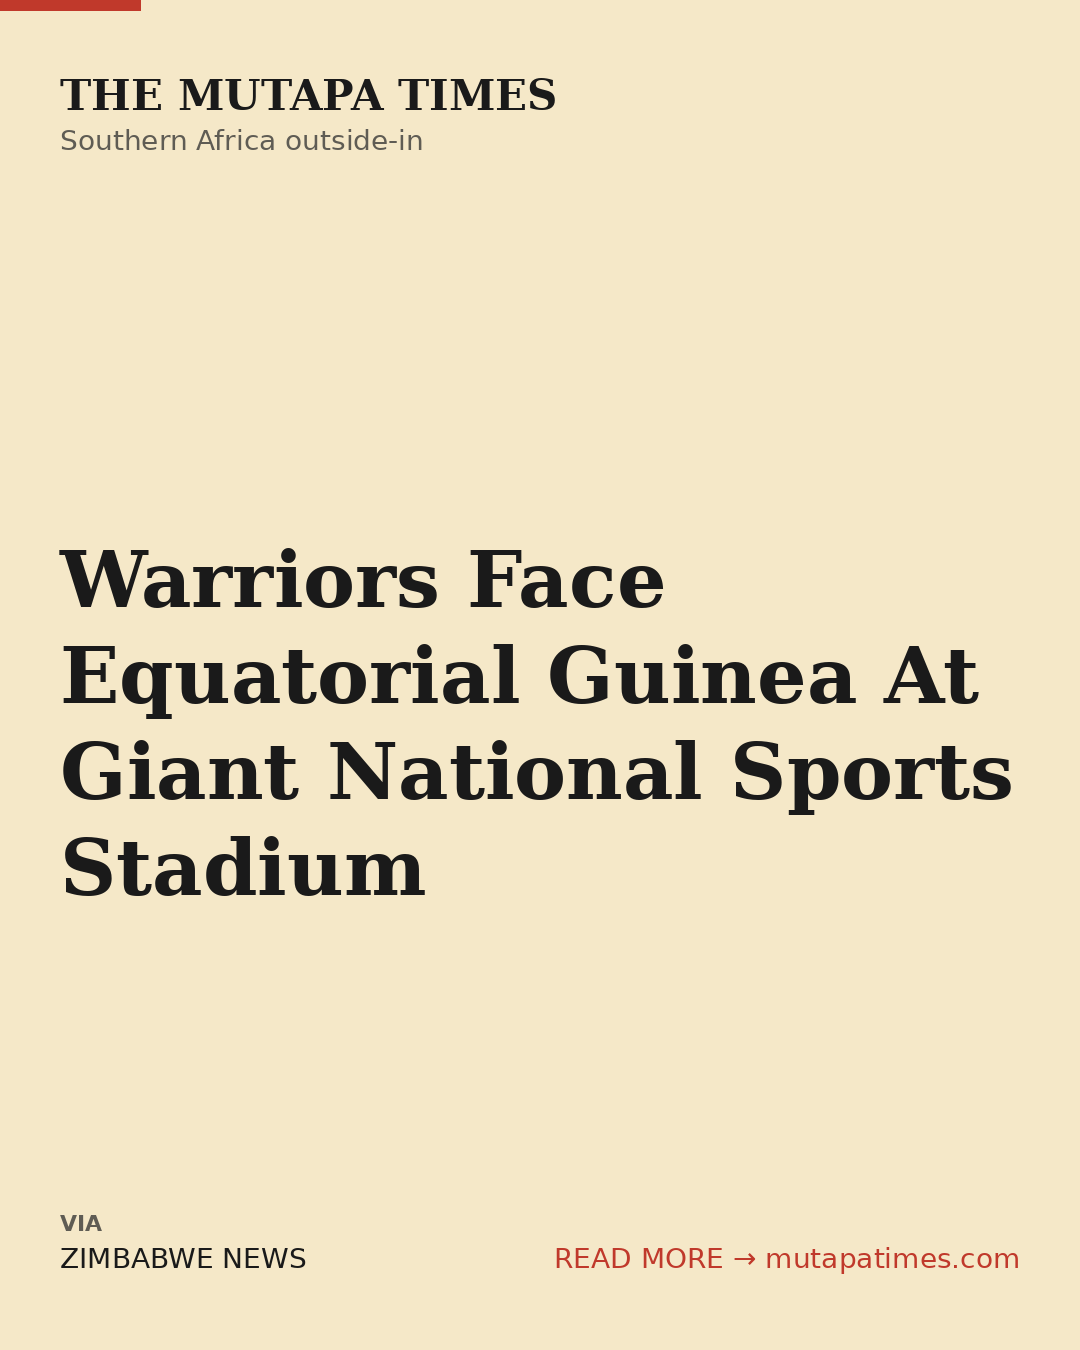 THE MUTAPA TIMES
Southern Africa outside-in
Warriors Face
Equatorial Guinea At
Giant National Sports
Stadium
VIA
ZIMBABWE NEWS
READ MORE → mutapatimes.com